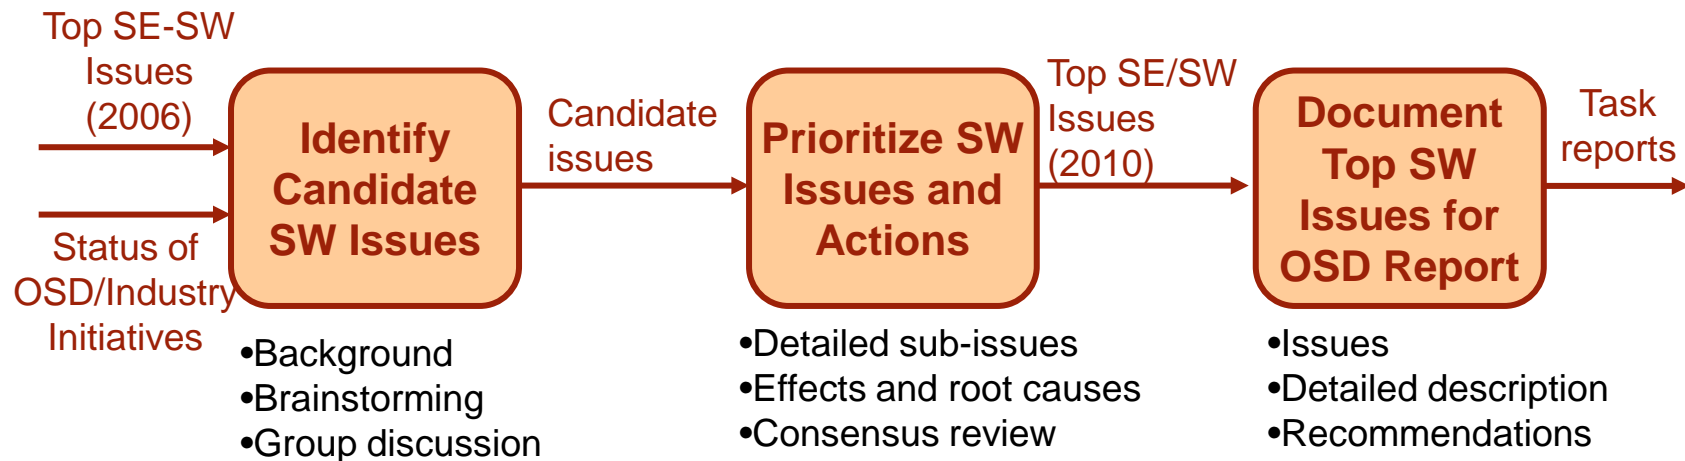 Top SE-SW
Issues
(2006)
Status of
OSD/Industry
Initiatives
Identify
Candidate
SW Issues
•Background
•Brainstorming
•Group discussion
Candidate
issues
Prioritize SW
Issues and
Actions
•Detailed sub-issues
•Effects and root causes
•Consensus review
Top SE/SW
Issues
(2010)
Document
Top SW
Issues for
OSD Report
•Issues
•Detailed description
•Recommendations
Task
reports